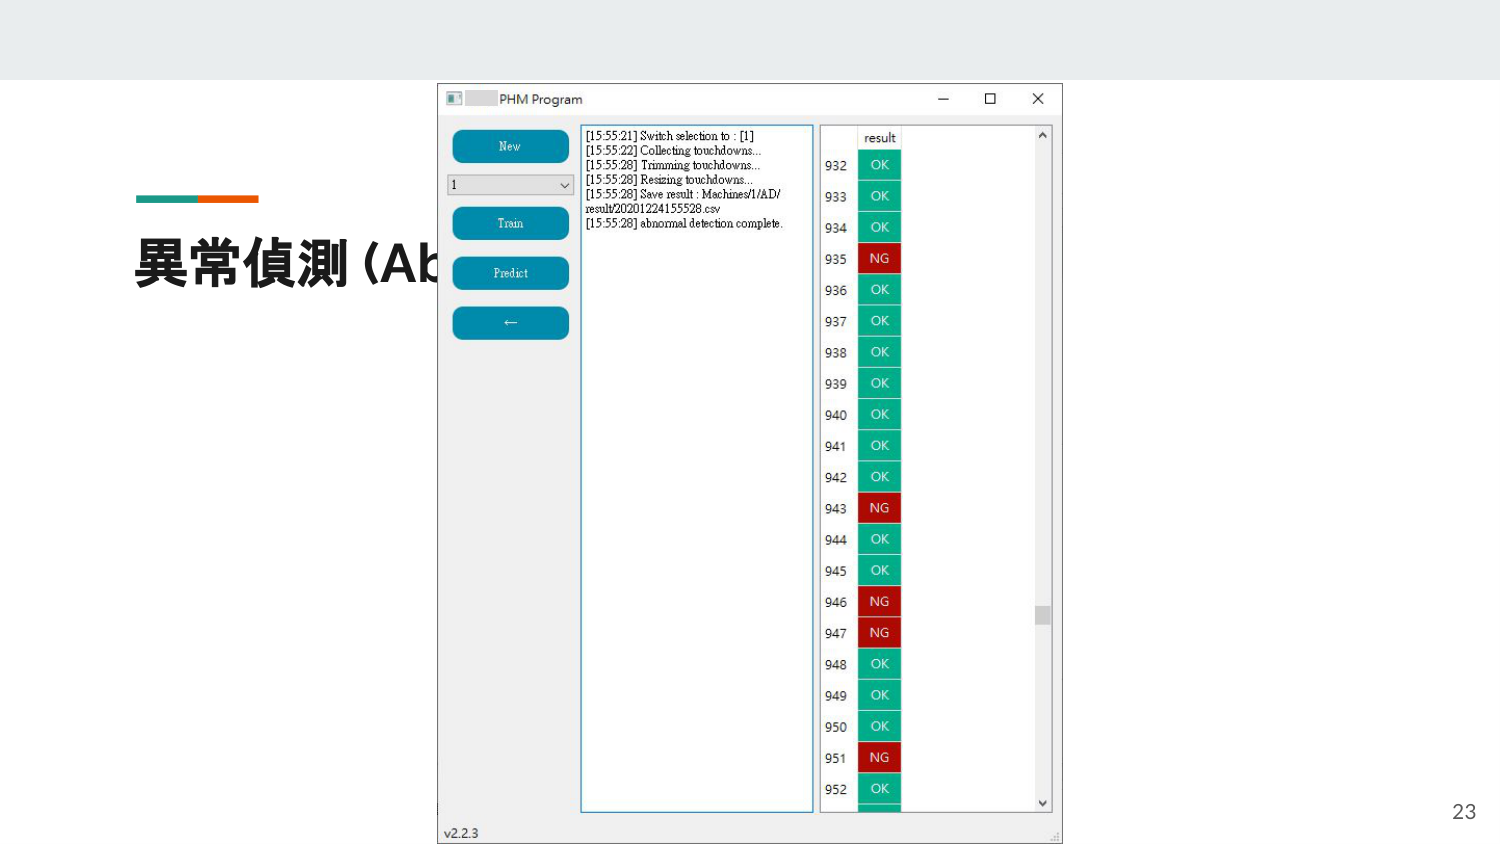 PHM Program
New
1
Train
Predict
←
[15:55:21] Switch selection to : [1]
[15:55:22] Collecting touchdowns...
[15:55:28] Trimming touchdowns...
[15:55:28] Resizing touchdowns...
[15:55:28] Save result : Machines/1/AD/
result/20201224155528.csv
[15:55:28] abnormal detection complete.
result
932 OK
933 OK
934 OK
935 NG
936 OK
937 OK
938 OK
939 OK
940 OK
941 OK
942 OK
943 NG
944 OK
945 OK
946 NG
947 NG
948 OK
949 OK
950 OK
951 NG
952 OK
v2.2.3
異常偵測 (Ab
23